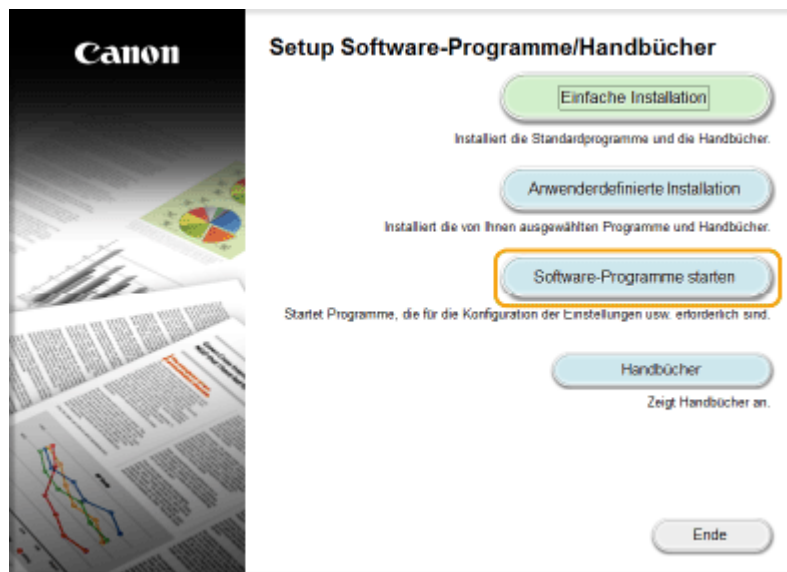 Canon
Setup Software-Programme/Handbücher
Einfache Installation
Installiert die Standardprogramme und die Handbücher.
Anwenderdefinierte Installation
Installiert die von Ihnen ausgewählten Programme und Handbücher.
Software-Programme starten
Startet Programme, die für die Konfiguration der Einstellungen usw. erforderlich sind.
Handbücher
Zeigt Handbücher an.
Ende